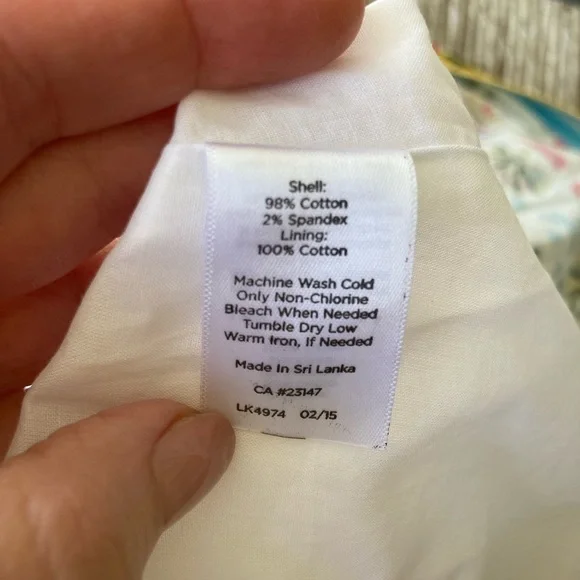 Shell:
98% Cotton
2% Spandex
Lining:
100% Cotton
Machine Wash Cold
Only Non-Chlorine
Bleach When Needed
Tumble Dry Low
Warm Iron, If Needed
Made In Sri Lanka
CA #23147
LK4974 02/15